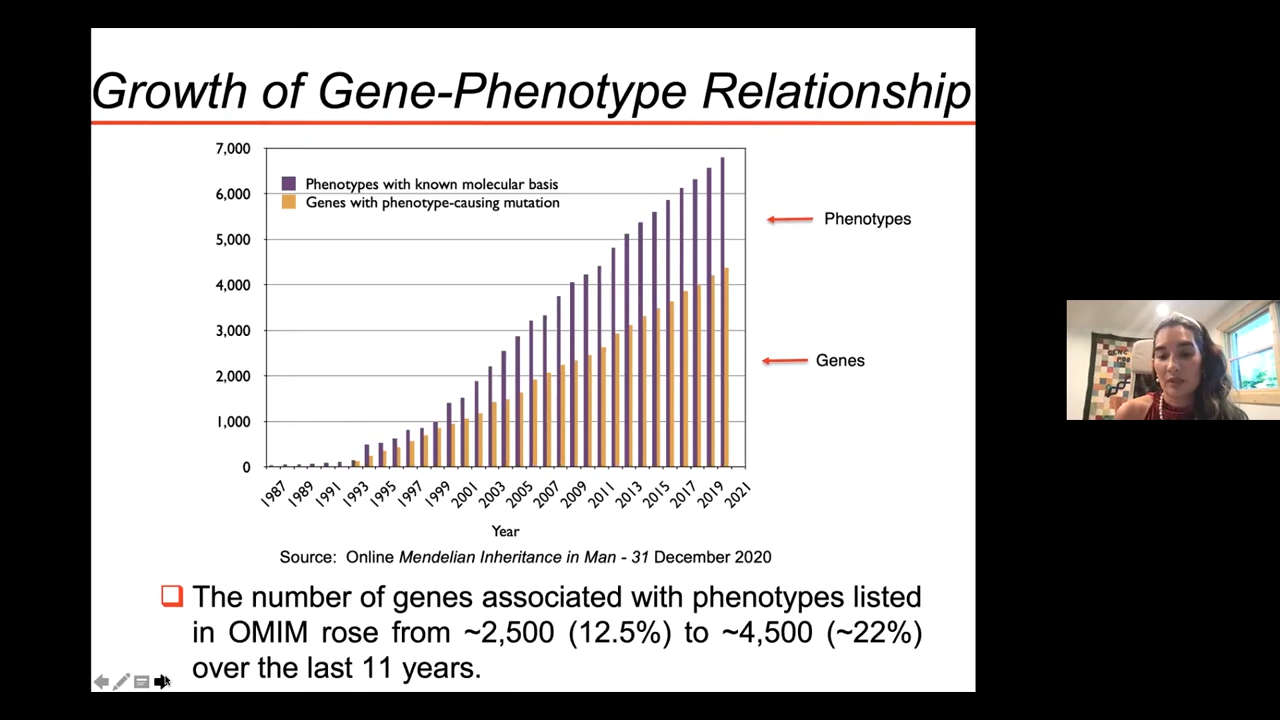 Growth of Gene-Phenotype Relationship
7,000
6,000
5,000
4,000
3,000
2,000
1,000
0
Phenotypes with known molecular basis
Genes with phenotype-causing mutation
Phenotypes
Genes
1987
1989
1991
1993
1995
1997
1999
2001
2003
2005
2007
2009
2011
2013
2015
2017
2019
2021
Year
Source: Online Mendelian Inheritance in Man - 31 December 2020
The number of genes associated with phenotypes listed
in OMIM rose from ~2,500 (12.5%) to ~4,500 (~22%)
over the last 11 years.